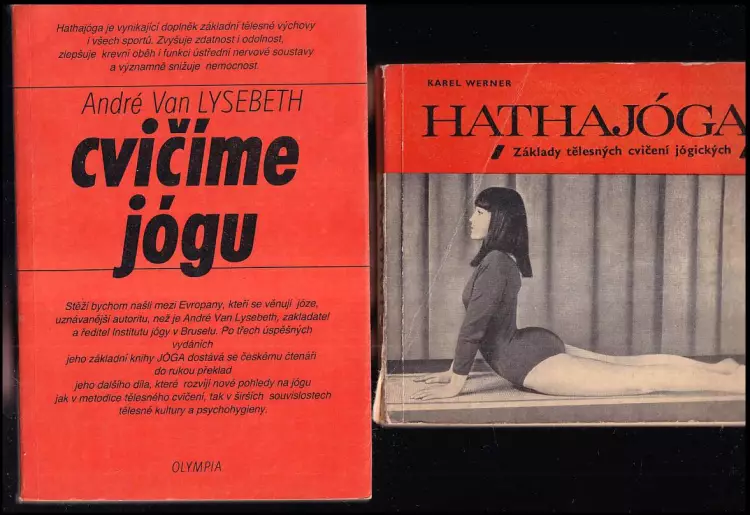 Hathajóga je vynikající doplněk základní tělesné výchovy
i všech sportů. Zvyšuje zdatnost i odolnost,
zlepšuje krevní oběh i funkci ústřední nervové soustavy
a významně snižuje nemocnost.
André Van LYSEBETH
cvičíme
jógu
Stěží bychom našli mezi Evropany, kteří se věnují józe,
uznávanější autoritu, než je André Van Lysebeth, zakladatel
a ředitel Institutu jógy v Bruselu. Po třech úspěšných
vydáních
jeho základní knihy JÓGA dostává se českému čtenáři
do rukou překlad
jeho dalšího díla, které rozvíjí nové pohledy na jógu
jak v metodice tělesného cvičení, tak v širších souvislostech
tělesné kultury a psychohygieny.
OLYMPIA
KAREL WERNER
HATHAJÓGA
Základy tělesných cvičení jógických